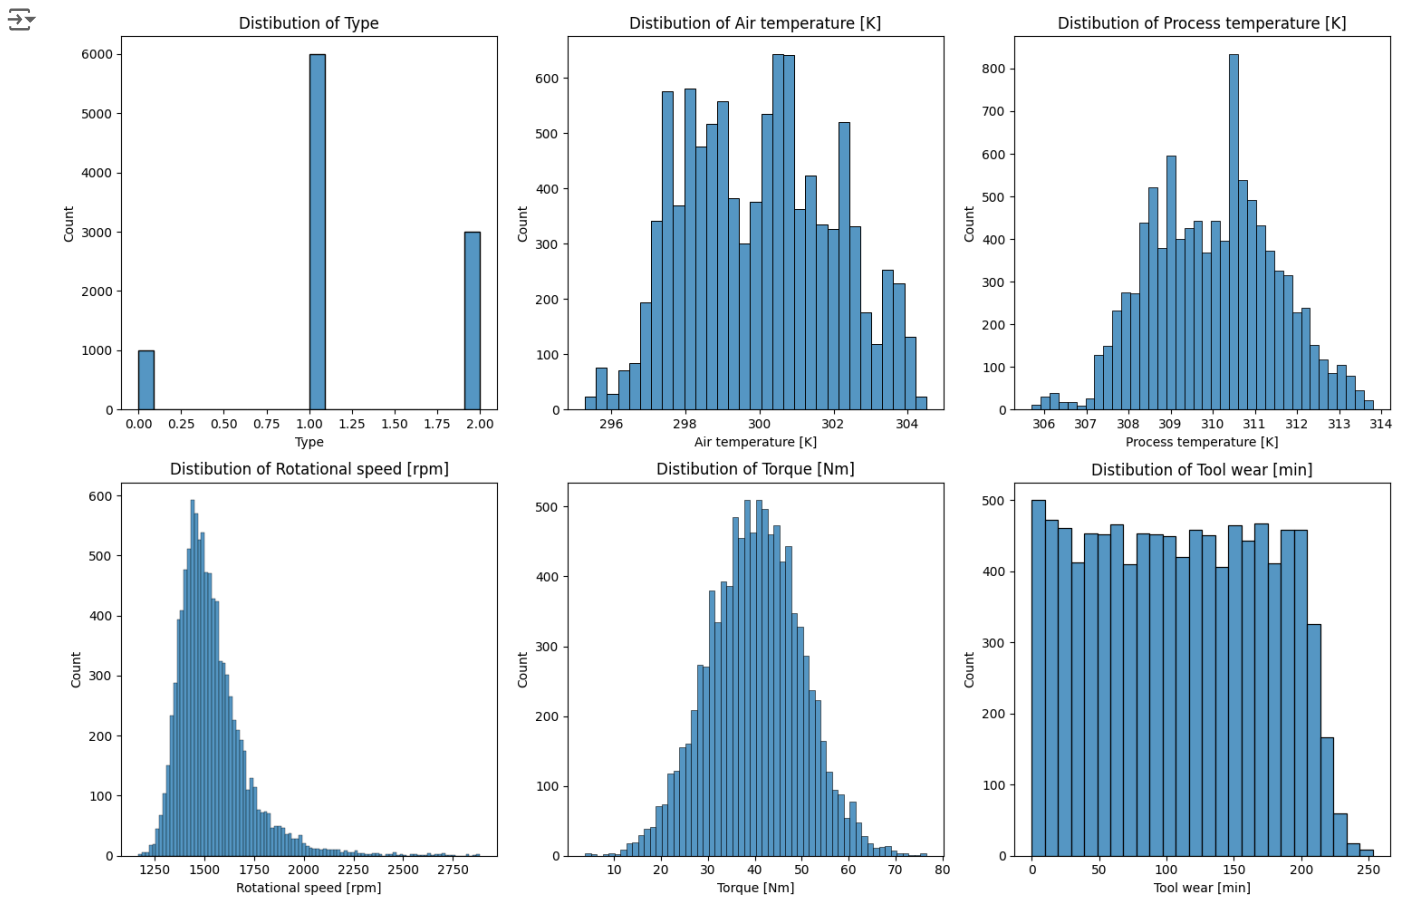 Distibution of Type
Count
6000
5000
4000
3000
2000
1000
0
0.00 0.25 0.50 0.75 1.00 1.25 1.50 1.75 2.00
Type
Distibution of Air temperature [K]
Count
600
500
400
300
200
100
0
296 298 300 302 304
Air temperature [K]
Distibution of Process temperature [K]
Count
800
700
600
500
400
300
200
100
0
306 307 308 309 310 311 312 313 314
Process temperature [K]
Distibution of Rotational speed [rpm]
Count
600
500
400
300
200
100
0
1250 1500 1750 2000 2250 2500 2750
Rotational speed [rpm]
Distibution of Torque [Nm]
Count
500
400
300
200
100
0
10 20 30 40 50 60 70 80
Torque [Nm]
Distibution of Tool wear [min]
Count
500
400
300
200
100
0
0 50 100 150 200 250
Tool wear [min]